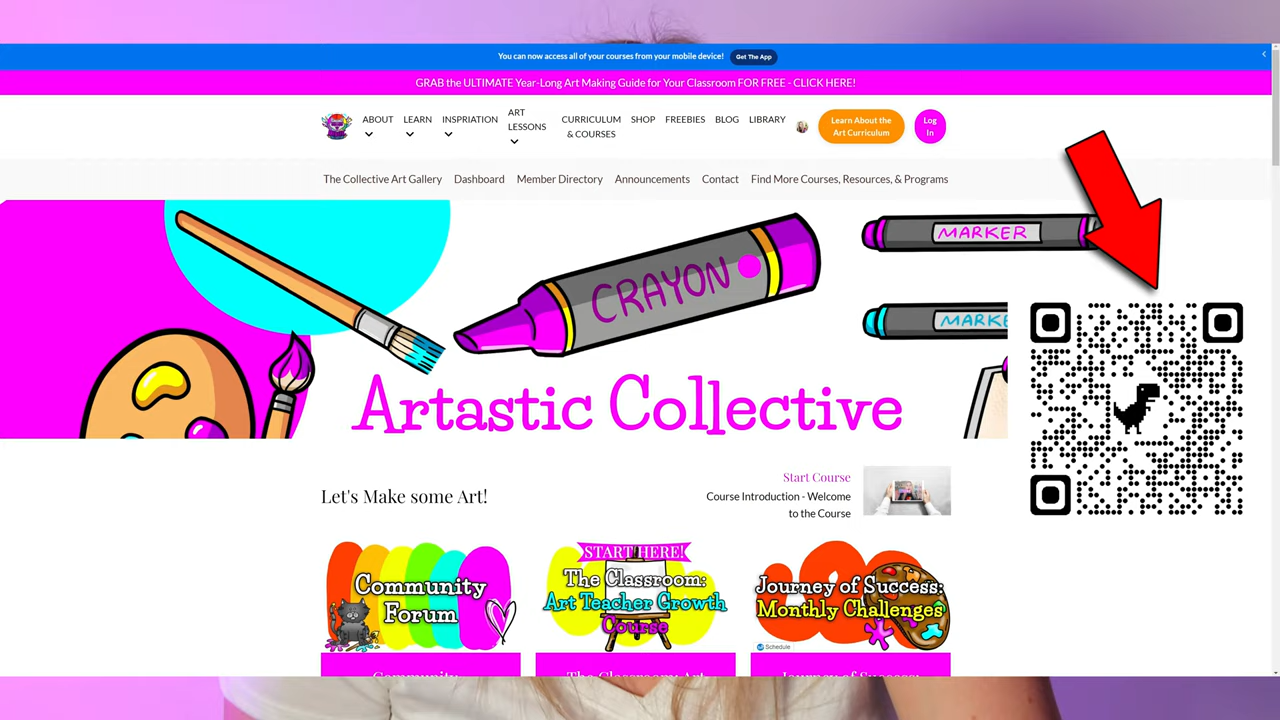 You can now access all of your courses from your mobile device! Get The App
GRAB the ULTIMATE Year-Long Art Making Guide for Your Classroom FOR FREE - CLICK HERE!
ABOUT LEARN INSPRIATION ART LESSONS CURRICULUM & COURSES SHOP FREEBIES BLOG LIBRARY
Learn About the
Art Curriculum
Log
In
The Collective Art Gallery Dashboard Member Directory Announcements Contact Find More Courses, Resources, & Programs
CRAYON
MARKER
Artastic Collective
Let's Make some Art!
Start Course
Course Introduction - Welcome
to the Course
Community
Forum
START HERE!
The Classroom:
Art Teacher Growth
Course
Journey of Success:
Monthly Challenges
Schedule